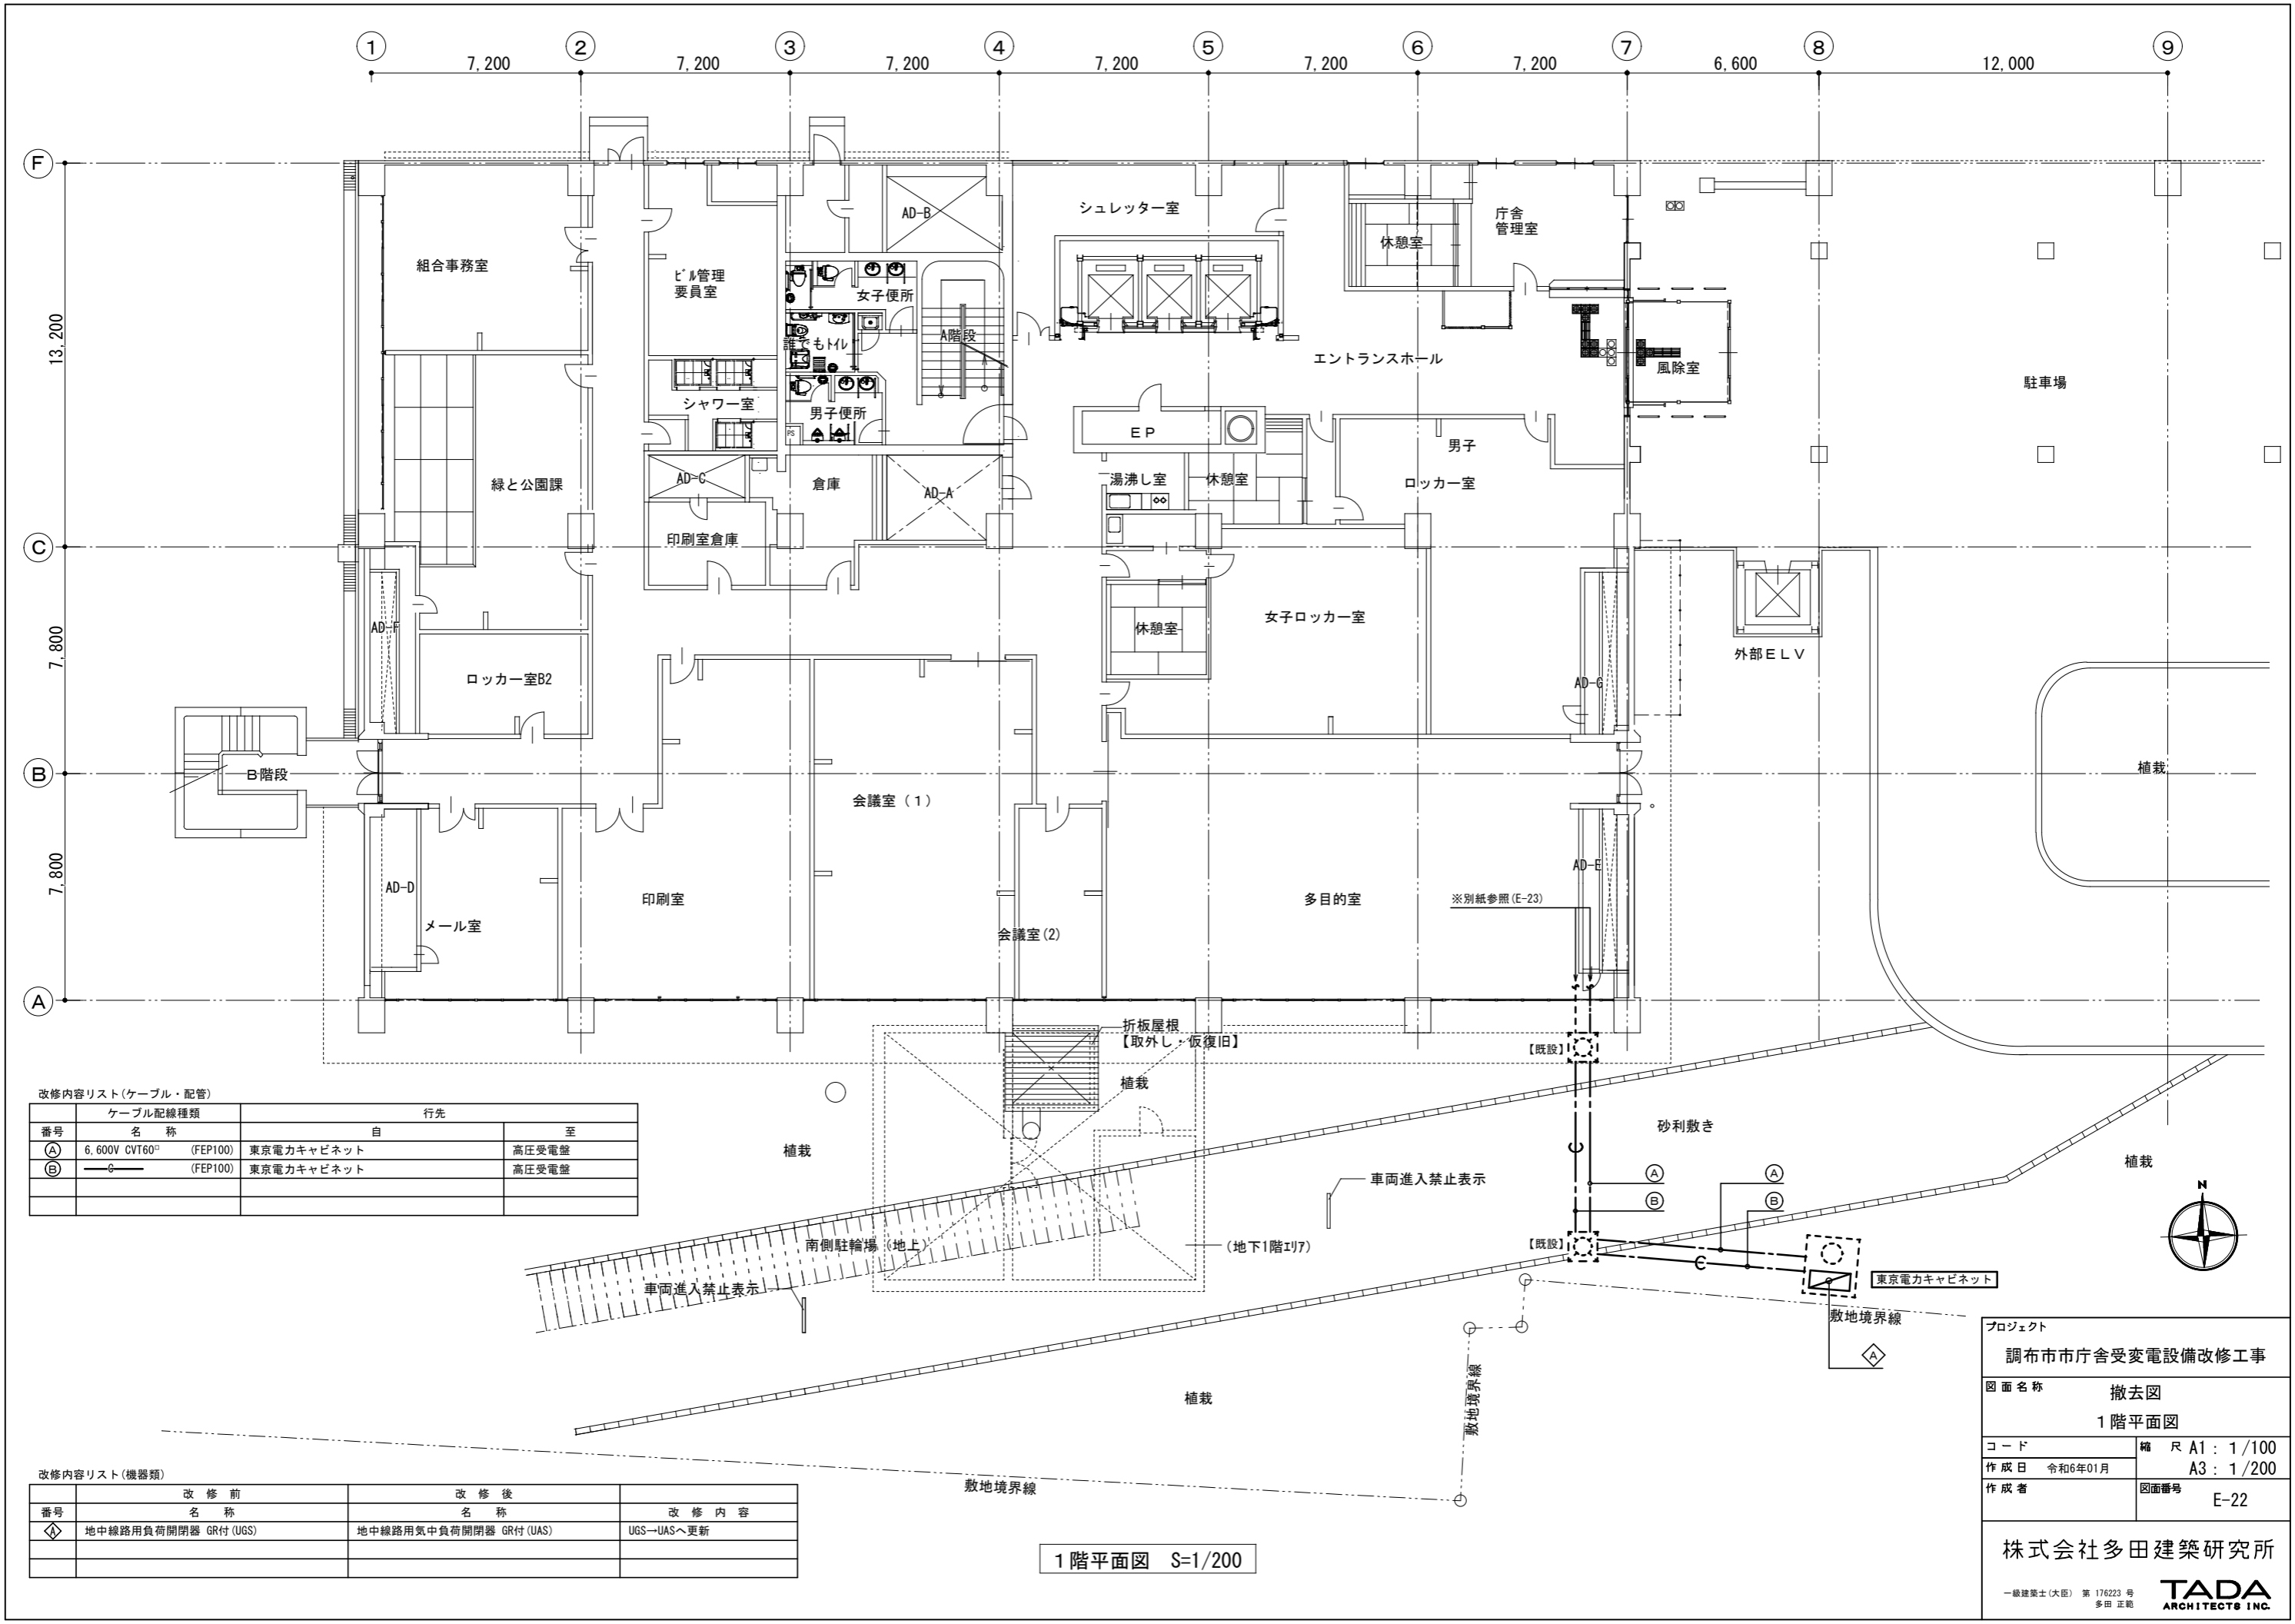 ① ② ③ ④ ⑤ ⑥ ⑦ ⑧ ⑨
7,200 7,200 7,200 7,200 7,200 7,200 6,600 12,000
F
C
B
A
13,200
7,800
7,800
組合事務室
ビル管理
要員室
AD-B
女子便所
誰でもトイレ
A階段
男子便所
PS
シャワー室
シュレッター室
休憩室
庁舎
管理室
エントランスホール
風除室
駐車場
緑と公園課
AD-C
倉庫
AD-A
印刷室倉庫
EP
湯沸し室
休憩室
男子
ロッカー室
AD-F
ロッカー室B2
休憩室
女子ロッカー室
AD-G
外部ELV
B階段
植栽
会議室(1)
AD-D
メール室
印刷室
会議室(2)
多目的室
※別紙参照(E-23)
AD-E
折板屋根
【取外し・仮復旧】
植栽
【既設】
植栽
砂利敷き
植栽
車両進入禁止表示
南側駐輪場(地上)
(地下1階エリア)
車両進入禁止表示
【既設】
Ⓐ Ⓐ
Ⓑ Ⓑ
C
C
東京電力キャビネット
敷地境界線
A
敷地境界線
植栽
敷地境界線
N
改修内容リスト(ケーブル・配管)
ケーブル配線種類 行先
番号 名 称 自 至
Ⓐ 6,600V CVT60□ (FEP100) 東京電力キャビネット 高圧受電盤
Ⓑ C (FEP100) 東京電力キャビネット 高圧受電盤
改修内容リスト(機器類)
改 修 前 改 修 後
番号 名 称 名 称 改 修 内 容
A 地中線路用負荷開閉器 GR付(UGS) 地中線路用気中負荷開閉器 GR付(UAS) UGS→UASへ更新
1階平面図 S=1/200
プロジェクト
調布市市庁舎受変電設備改修工事
図面名称 撤去図
1階平面図
コード 縮 尺 A1：1/100
作成日 令和6年01月 A3：1/200
作成者 図面番号 E-22
株式会社多田建築研究所
一級建築士(大臣) 第 176223 号
多田 正範
TADA
ARCHITECTS INC.